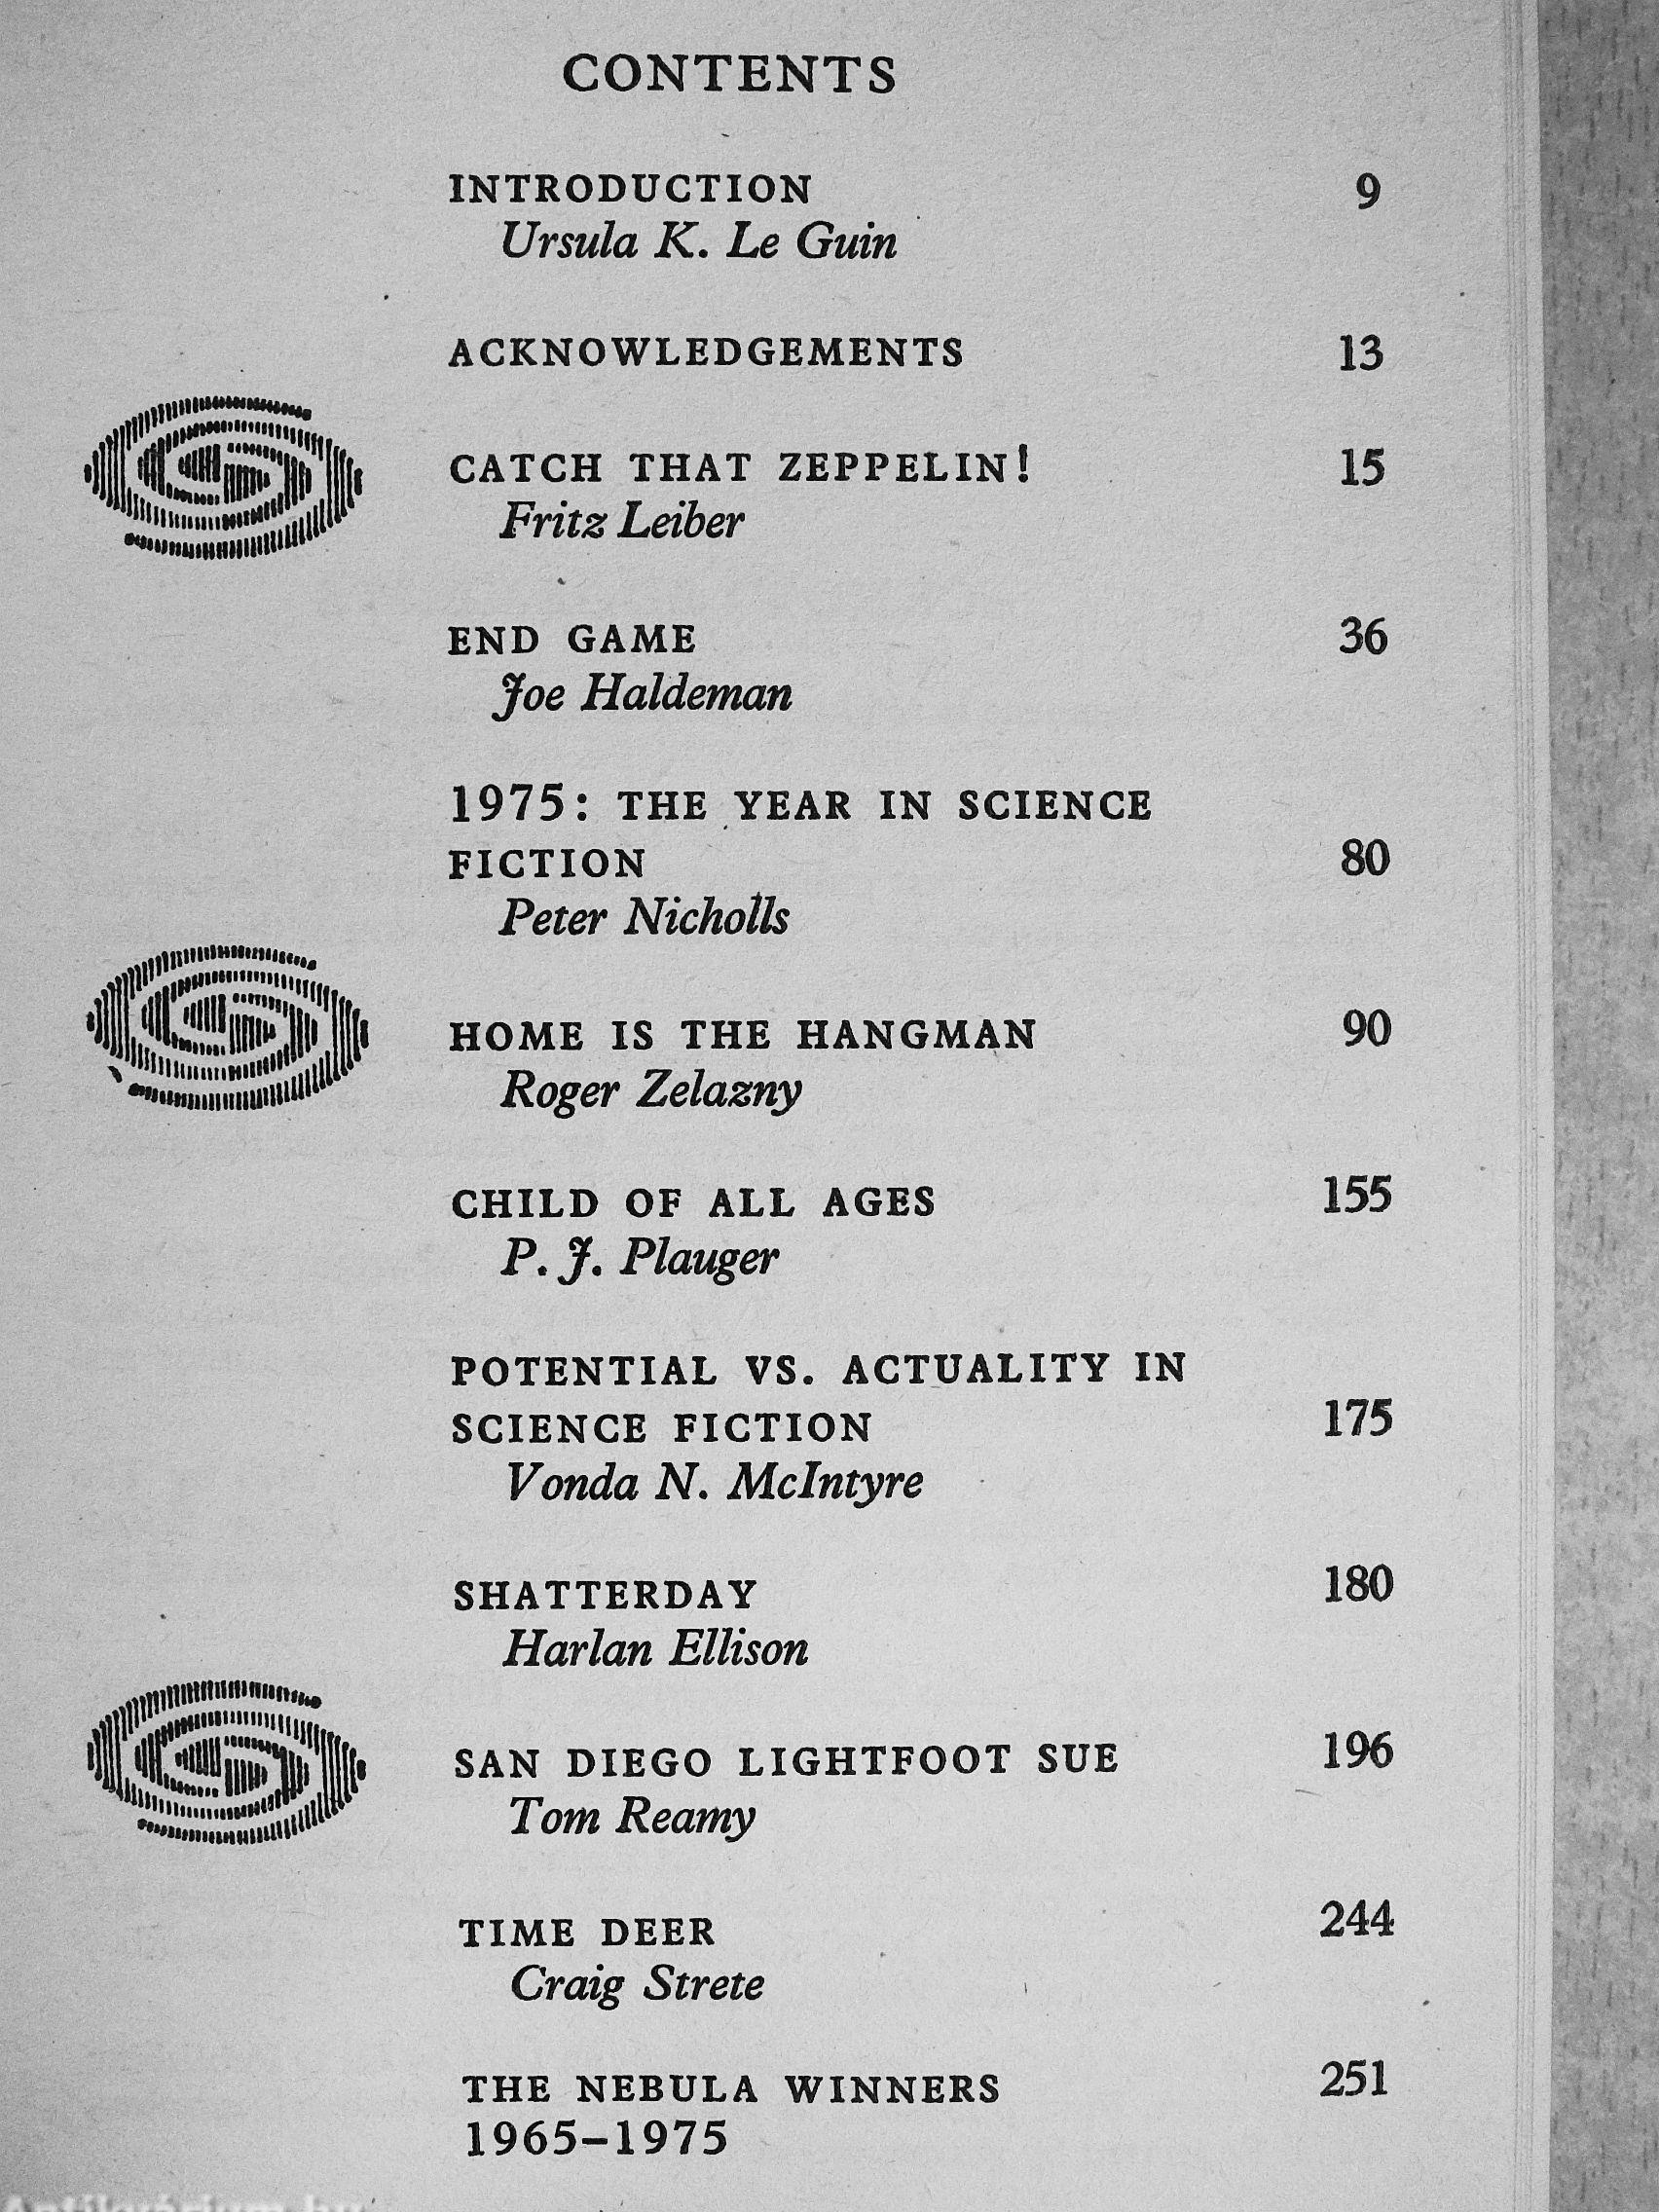 CONTENTS
INTRODUCTION 9
Ursula K. Le Guin
ACKNOWLEDGEMENTS 13
CATCH THAT ZEPPELIN! 15
Fritz Leiber
END GAME 36
Joe Haldeman
1975: THE YEAR IN SCIENCE
FICTION 80
Peter Nicholls
HOME IS THE HANGMAN 90
Roger Zelazny
CHILD OF ALL AGES 155
P. J. Plauger
POTENTIAL VS. ACTUALITY IN
SCIENCE FICTION 175
Vonda N. McIntyre
SHATTERDAY 180
Harlan Ellison
SAN DIEGO LIGHTFOOT SUE 196
Tom Reamy
TIME DEER 244
Craig Strete
THE NEBULA WINNERS 251
1965–1975